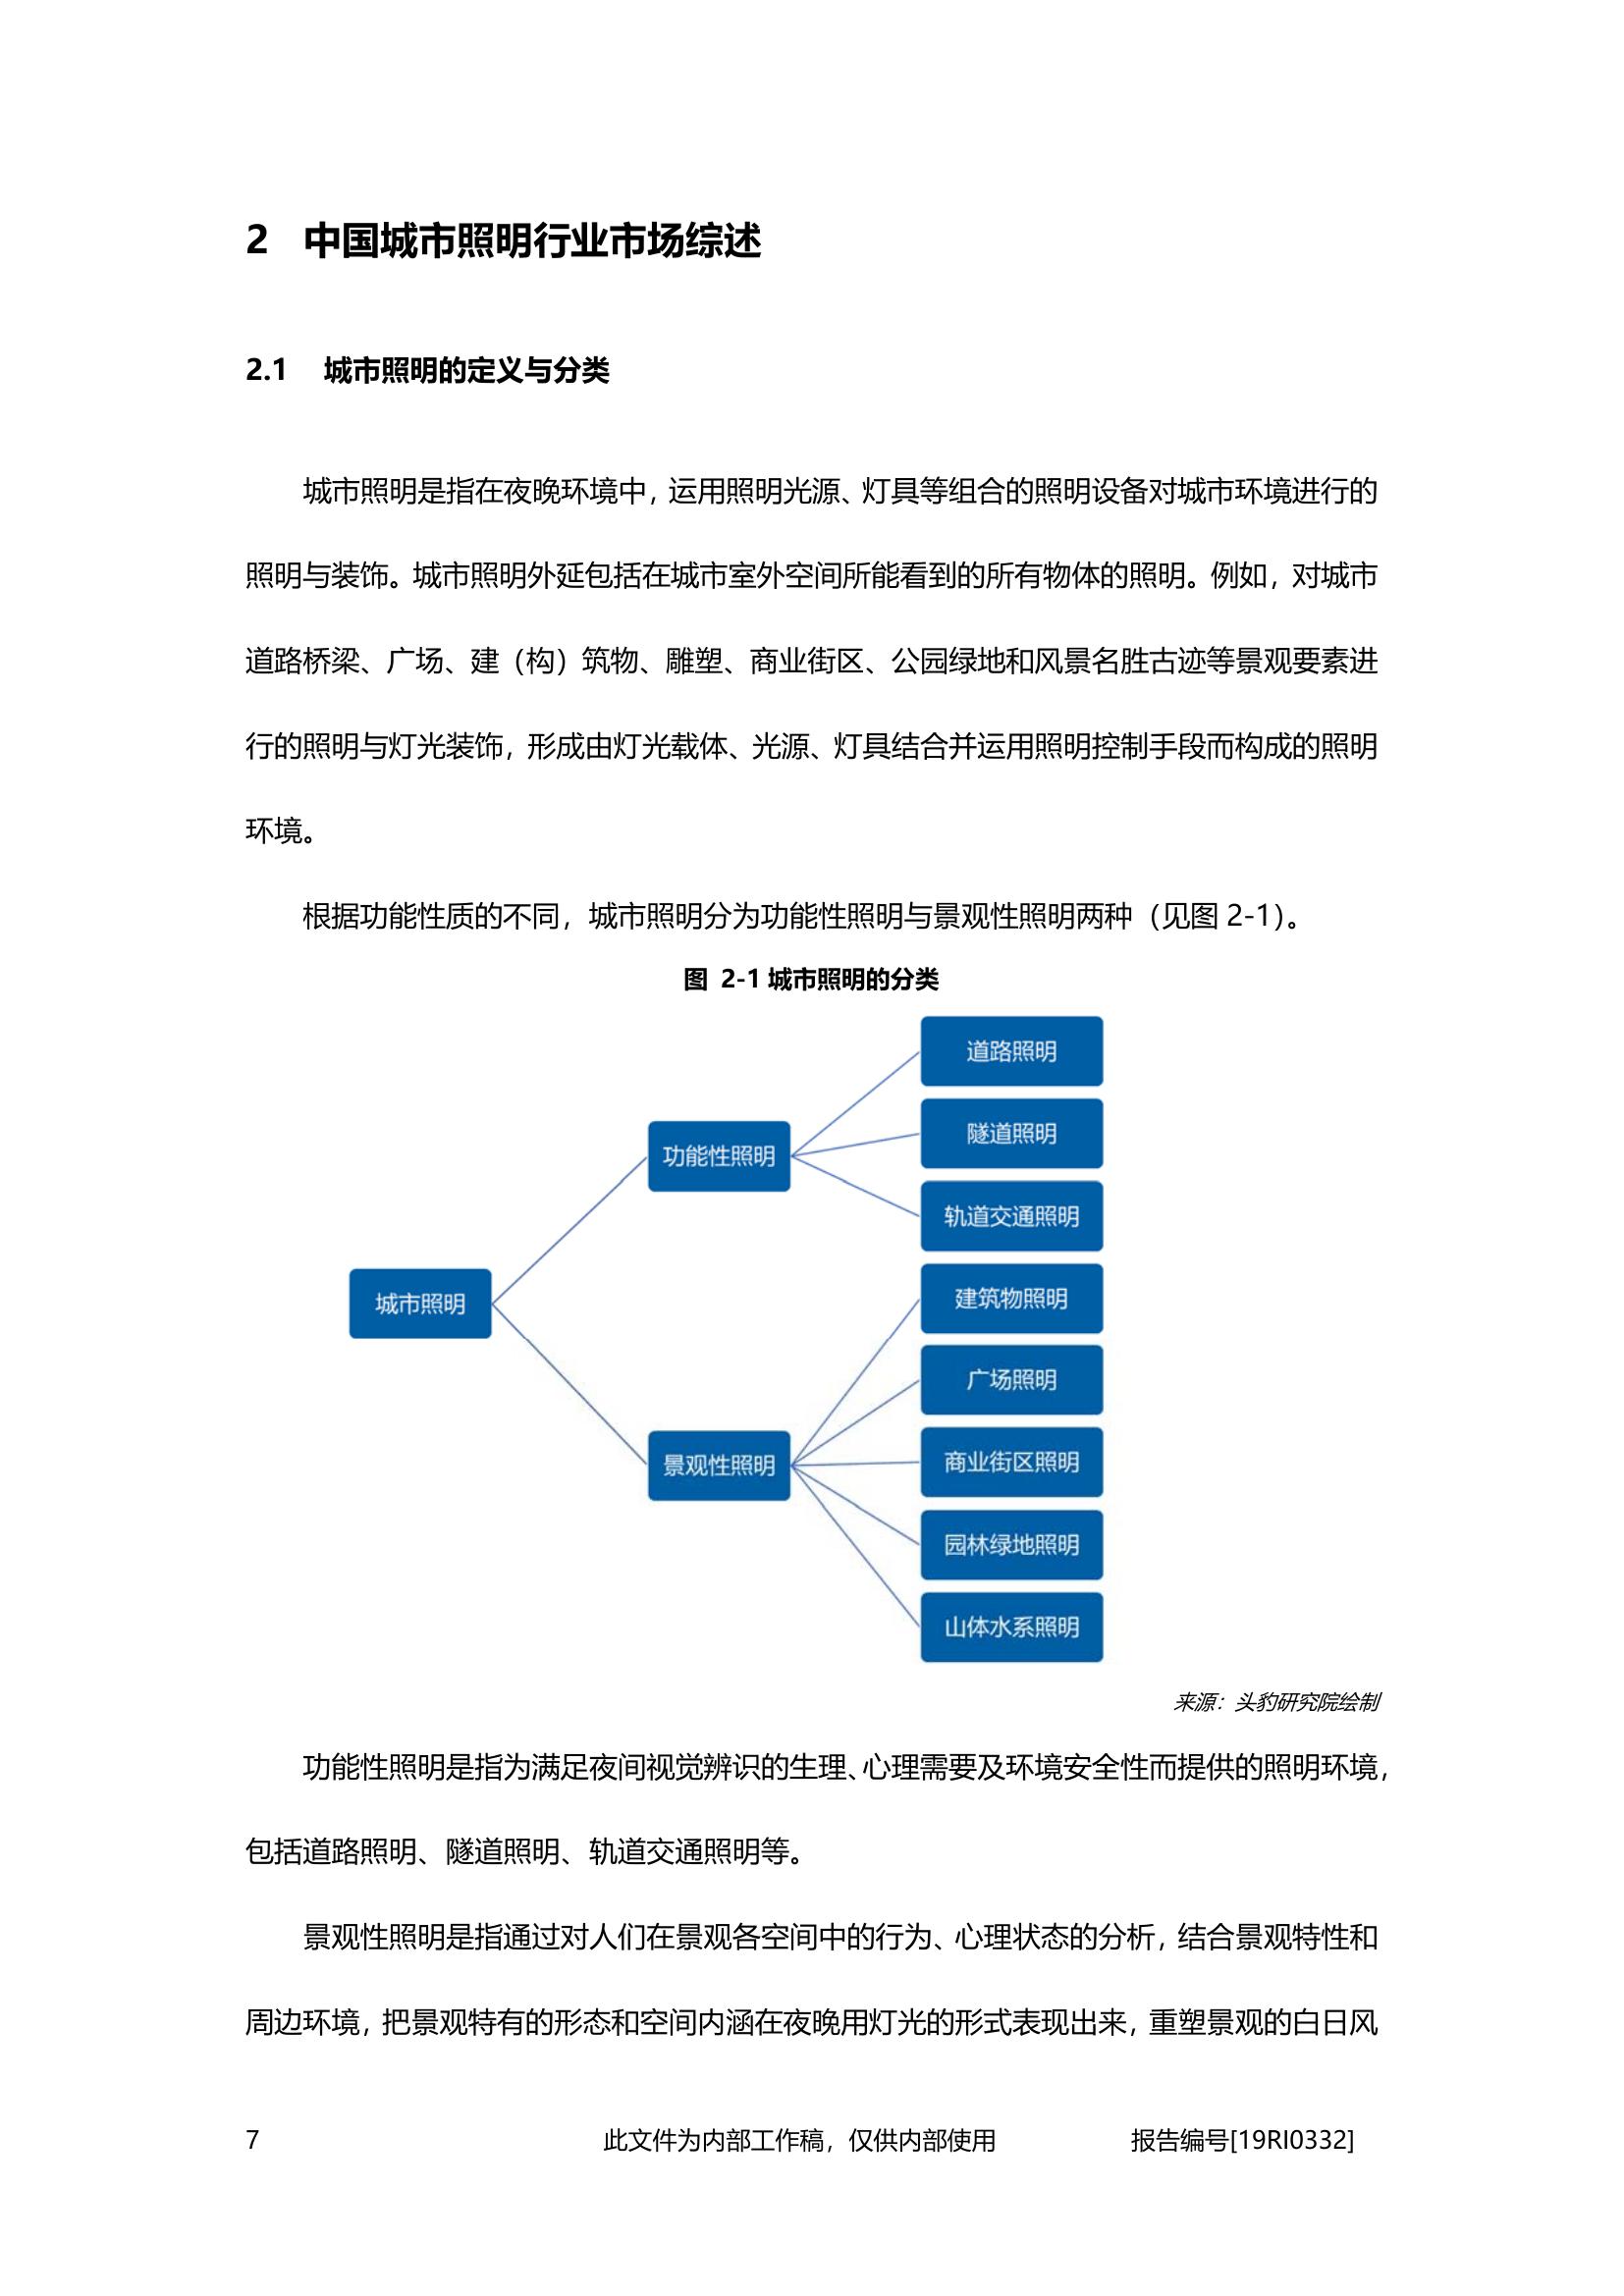 2 中国城市照明行业市场综述
2.1 城市照明的定义与分类
城市照明是指在夜晚环境中，运用照明光源、灯具等组合的照明设备对城市环境进行的
照明与装饰。城市照明外延包括在城市室外空间所能看到的所有物体的照明。例如，对城市
道路桥梁、广场、建（构）筑物、雕塑、商业街区、公园绿地和风景名胜古迹等景观要素进
行的照明与灯光装饰，形成由灯光载体、光源、灯具结合并运用照明控制手段而构成的照明
环境。
根据功能性质的不同，城市照明分为功能性照明与景观性照明两种（见图 2-1）。
图 2-1 城市照明的分类
城市照明
功能性照明
道路照明
隧道照明
轨道交通照明
景观性照明
建筑物照明
广场照明
商业街区照明
园林绿地照明
山体水系照明
来源：头豹研究院绘制
功能性照明是指为满足夜间视觉辨识的生理、心理需要及环境安全性而提供的照明环境，
包括道路照明、隧道照明、轨道交通照明等。
景观性照明是指通过对人们在景观各空间中的行为、心理状态的分析，结合景观特性和
周边环境，把景观特有的形态和空间内涵在夜晚用灯光的形式表现出来，重塑景观的白日风
7 此文件为内部工作稿，仅供内部使用 报告编号[19RI0332]